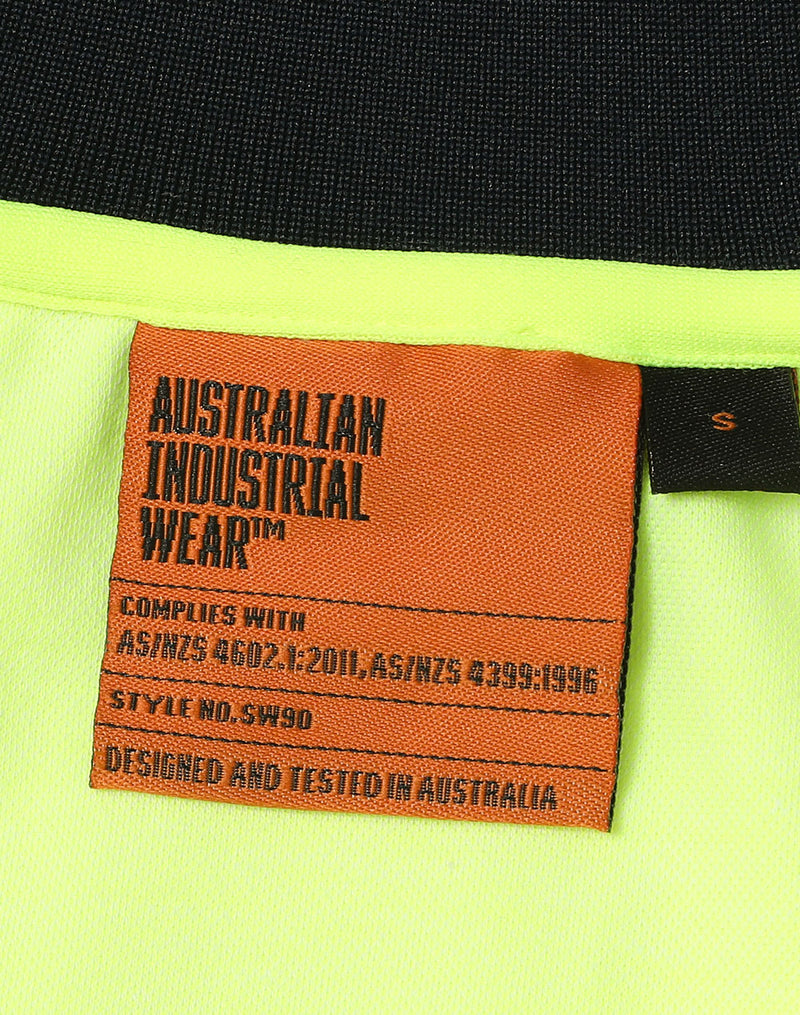 AUSTRALIAN
INDUSTRIAL
WEAR™
S
COMPLIES WITH
AS/NZS 4602.1:2011, AS/NZS 4399:1996
STYLE NO. SW90
DESIGNED AND TESTED IN AUSTRALIA